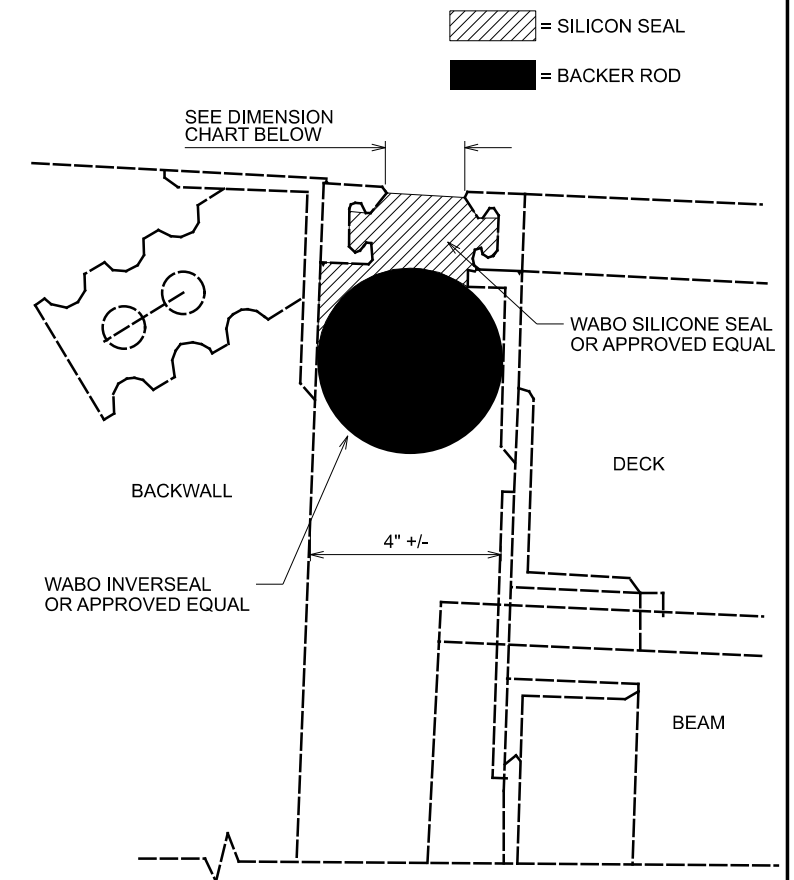 = SILICON SEAL
= BACKER ROD
SEE DIMENSION
CHART BELOW
WABO SILICONE SEAL
OR APPROVED EQUAL
DECK
BACKWALL
4" +/-
WABO INVERSEAL
OR APPROVED EQUAL
BEAM